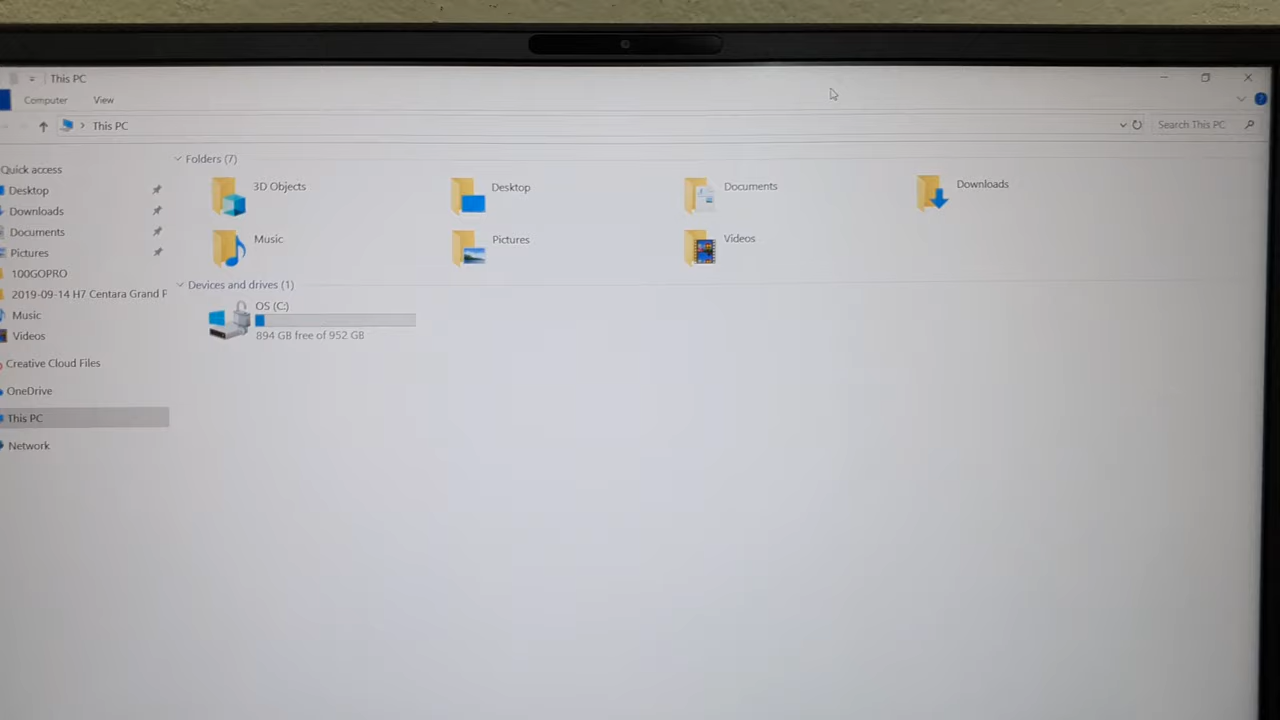 This PC
Computer View
This PC
Search This PC
Quick access
Desktop
Downloads
Documents
Pictures
100GOPRO
2019-09-14 H7 Centara Grand
Music
Videos
Creative Cloud Files
OneDrive
This PC
Network
Folders (7)
3D Objects
Desktop
Documents
Downloads
Music
Pictures
Videos
Devices and drives (1)
OS (C:)
894 GB free of 952 GB